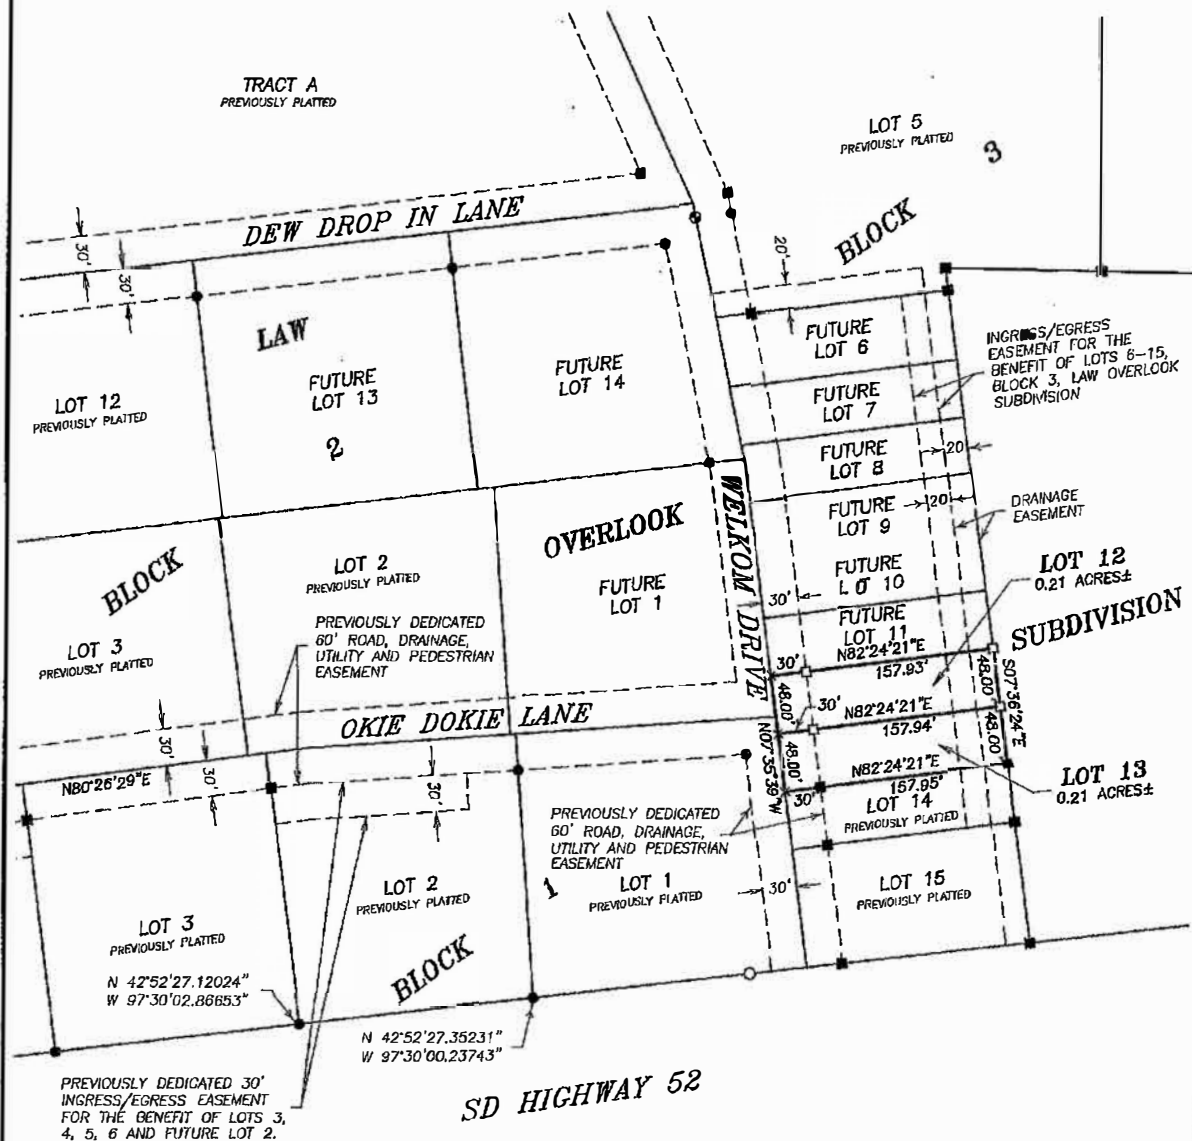 TRACT A
PREVIOUSLY PLATTED
LOT 5
PREVIOUSLY PLATTED
3
BLOCK
DEW DROP IN LANE
30'
30'
20'
LAW
FUTURE
LOT 13
2
FUTURE
LOT 14
LOT 12
PREVIOUSLY PLATTED
FUTURE
LOT 6
FUTURE
LOT 7
FUTURE
LOT 8
20
FUTURE
LOT 9
20'
FUTURE
LOT 10
FUTURE
LOT 11
INGRESS/EGRESS
EASEMENT FOR THE
BENEFIT OF LOTS 6-15,
BLOCK 3, LAW OVERLOOK
SUBDIVISION
DRAINAGE
EASEMENT
LOT 12
0.21 ACRES±
SUBDIVISION
WELKOM DRIVE
OVERLOOK
BLOCK
LOT 2
PREVIOUSLY PLATTED
FUTURE
LOT 1
LOT 3
PREVIOUSLY PLATTED
PREVIOUSLY DEDICATED
60' ROAD, DRAINAGE,
UTILITY AND PEDESTRIAN
EASEMENT
30'
N82°24'21"E
30'
157.93'
48.00'
48.00'
S07°36'24"E
30'
N82°24'21"E
157.94'
48.00'
48.00'
N07°35'39"W
N82°24'21"E
30'
157.95'
LOT 13
0.21 ACRES±
LOT 14
PREVIOUSLY PLATTED
LOT 15
PREVIOUSLY PLATTED
OKIE DOKIE LANE
30'
30'
N80°26'29"E
30'
PREVIOUSLY DEDICATED
60' ROAD, DRAINAGE,
UTILITY AND PEDESTRIAN
EASEMENT
30'
LOT 3
PREVIOUSLY PLATTED
LOT 2
PREVIOUSLY PLATTED
1
LOT 1
PREVIOUSLY PLATTED
BLOCK
N 42°52'27.12024"
W 97°30'02.86653"
N 42°52'27.35231"
W 97°30'00.23743"
PREVIOUSLY DEDICATED 30'
INGRESS/EGRESS EASEMENT
FOR THE BENEFIT OF LOTS 3,
4, 5, 6 AND FUTURE LOT 2.
SD HIGHWAY 52